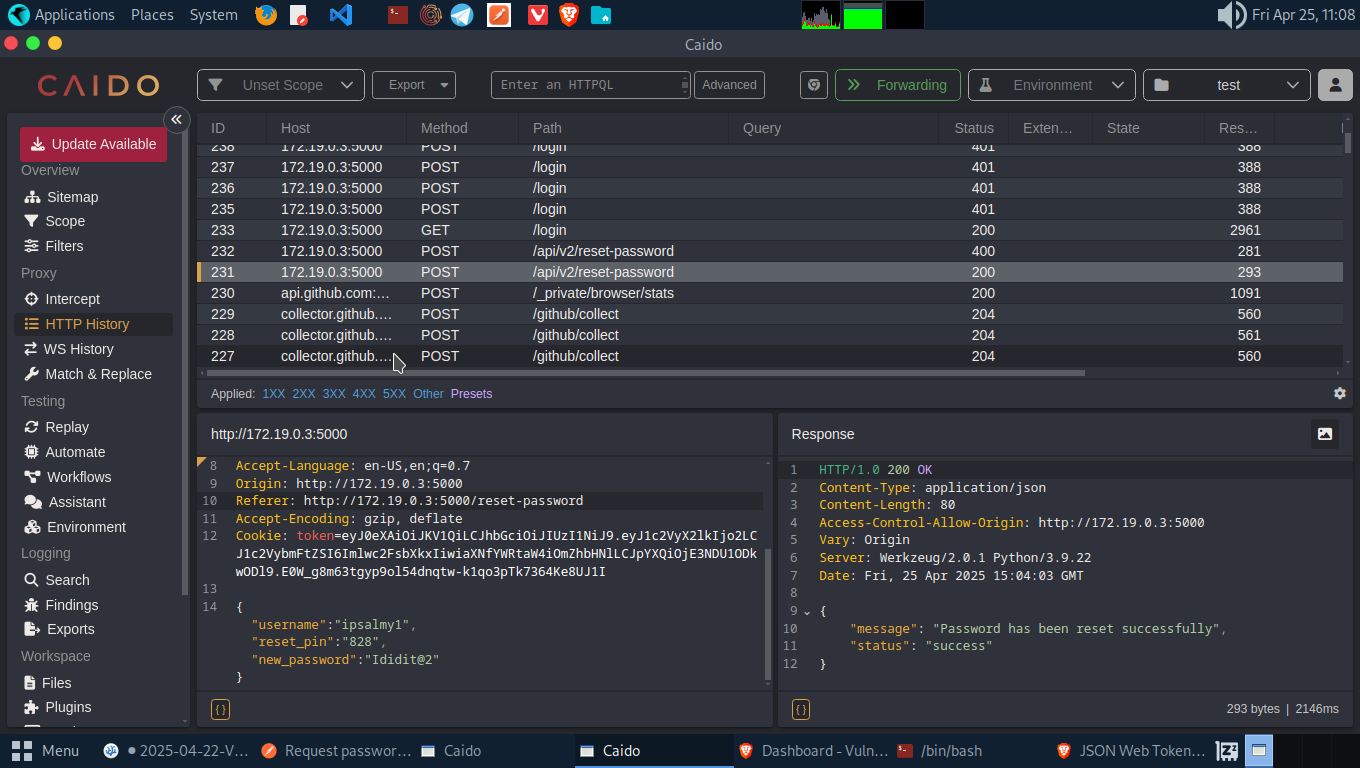 Applications Places System Fri Apr 25, 11:08
Caido
CAIDO Unset Scope Export Enter an HTTPQL Advanced Forwarding Environment test
Update Available
Overview
Sitemap
Scope
Filters
Proxy
Intercept
HTTP History
WS History
Match & Replace
Testing
Replay
Automate
Workflows
Assistant
Environment
Logging
Search
Findings
Exports
Workspace
Files
Plugins
ID Host Method Path Query Status Exten… State Res…
238 172.19.0.3:5000 POST /login 401 388
237 172.19.0.3:5000 POST /login 401 388
236 172.19.0.3:5000 POST /login 401 388
235 172.19.0.3:5000 POST /login 401 388
233 172.19.0.3:5000 GET /login 200 2961
232 172.19.0.3:5000 POST /api/v2/reset-password 400 281
231 172.19.0.3:5000 POST /api/v2/reset-password 200 293
230 api.github.com:… POST /_private/browser/stats 200 1091
229 collector.github.… POST /github/collect 204 560
228 collector.github.… POST /github/collect 204 561
227 collector.github.… POST /github/collect 204 560
Applied: 1XX 2XX 3XX 4XX 5XX Other Presets
http://172.19.0.3:5000
8 Accept-Language: en-US,en;q=0.7
9 Origin: http://172.19.0.3:5000
10 Referer: http://172.19.0.3:5000/reset-password
11 Accept-Encoding: gzip, deflate
12 Cookie: token=eyJ0eXAiOiJKV1QiLCJhbGciOiJIUzI1NiJ9.eyJ1c2VyX2lkIjo2LC
J1c2VybmFtZSI6Imlwc2FsbXkxIiwiaXNfYWRtaW4iOmZhbHNlLCJpYXQiOjE3NDU1ODk
wODl9.E0W_g8m63tgyp9ol54dnqtw-k1qo3pTk7364Ke8UJ1I
13
14 {
"username":"ipsalmy1",
"reset_pin":"828",
"new_password":"Ididit@2"
}
{}
Response
1 HTTP/1.0 200 OK
2 Content-Type: application/json
3 Content-Length: 80
4 Access-Control-Allow-Origin: http://172.19.0.3:5000
5 Vary: Origin
6 Server: Werkzeug/2.0.1 Python/3.9.22
7 Date: Fri, 25 Apr 2025 15:04:03 GMT
8
9 {
10 "message": "Password has been reset successfully",
11 "status": "success"
12 }
{} 293 bytes | 2146ms
Menu 2025-04-22-V… Request passwor… Caido Caido Dashboard - Vuln… /bin/bash JSON Web Token…